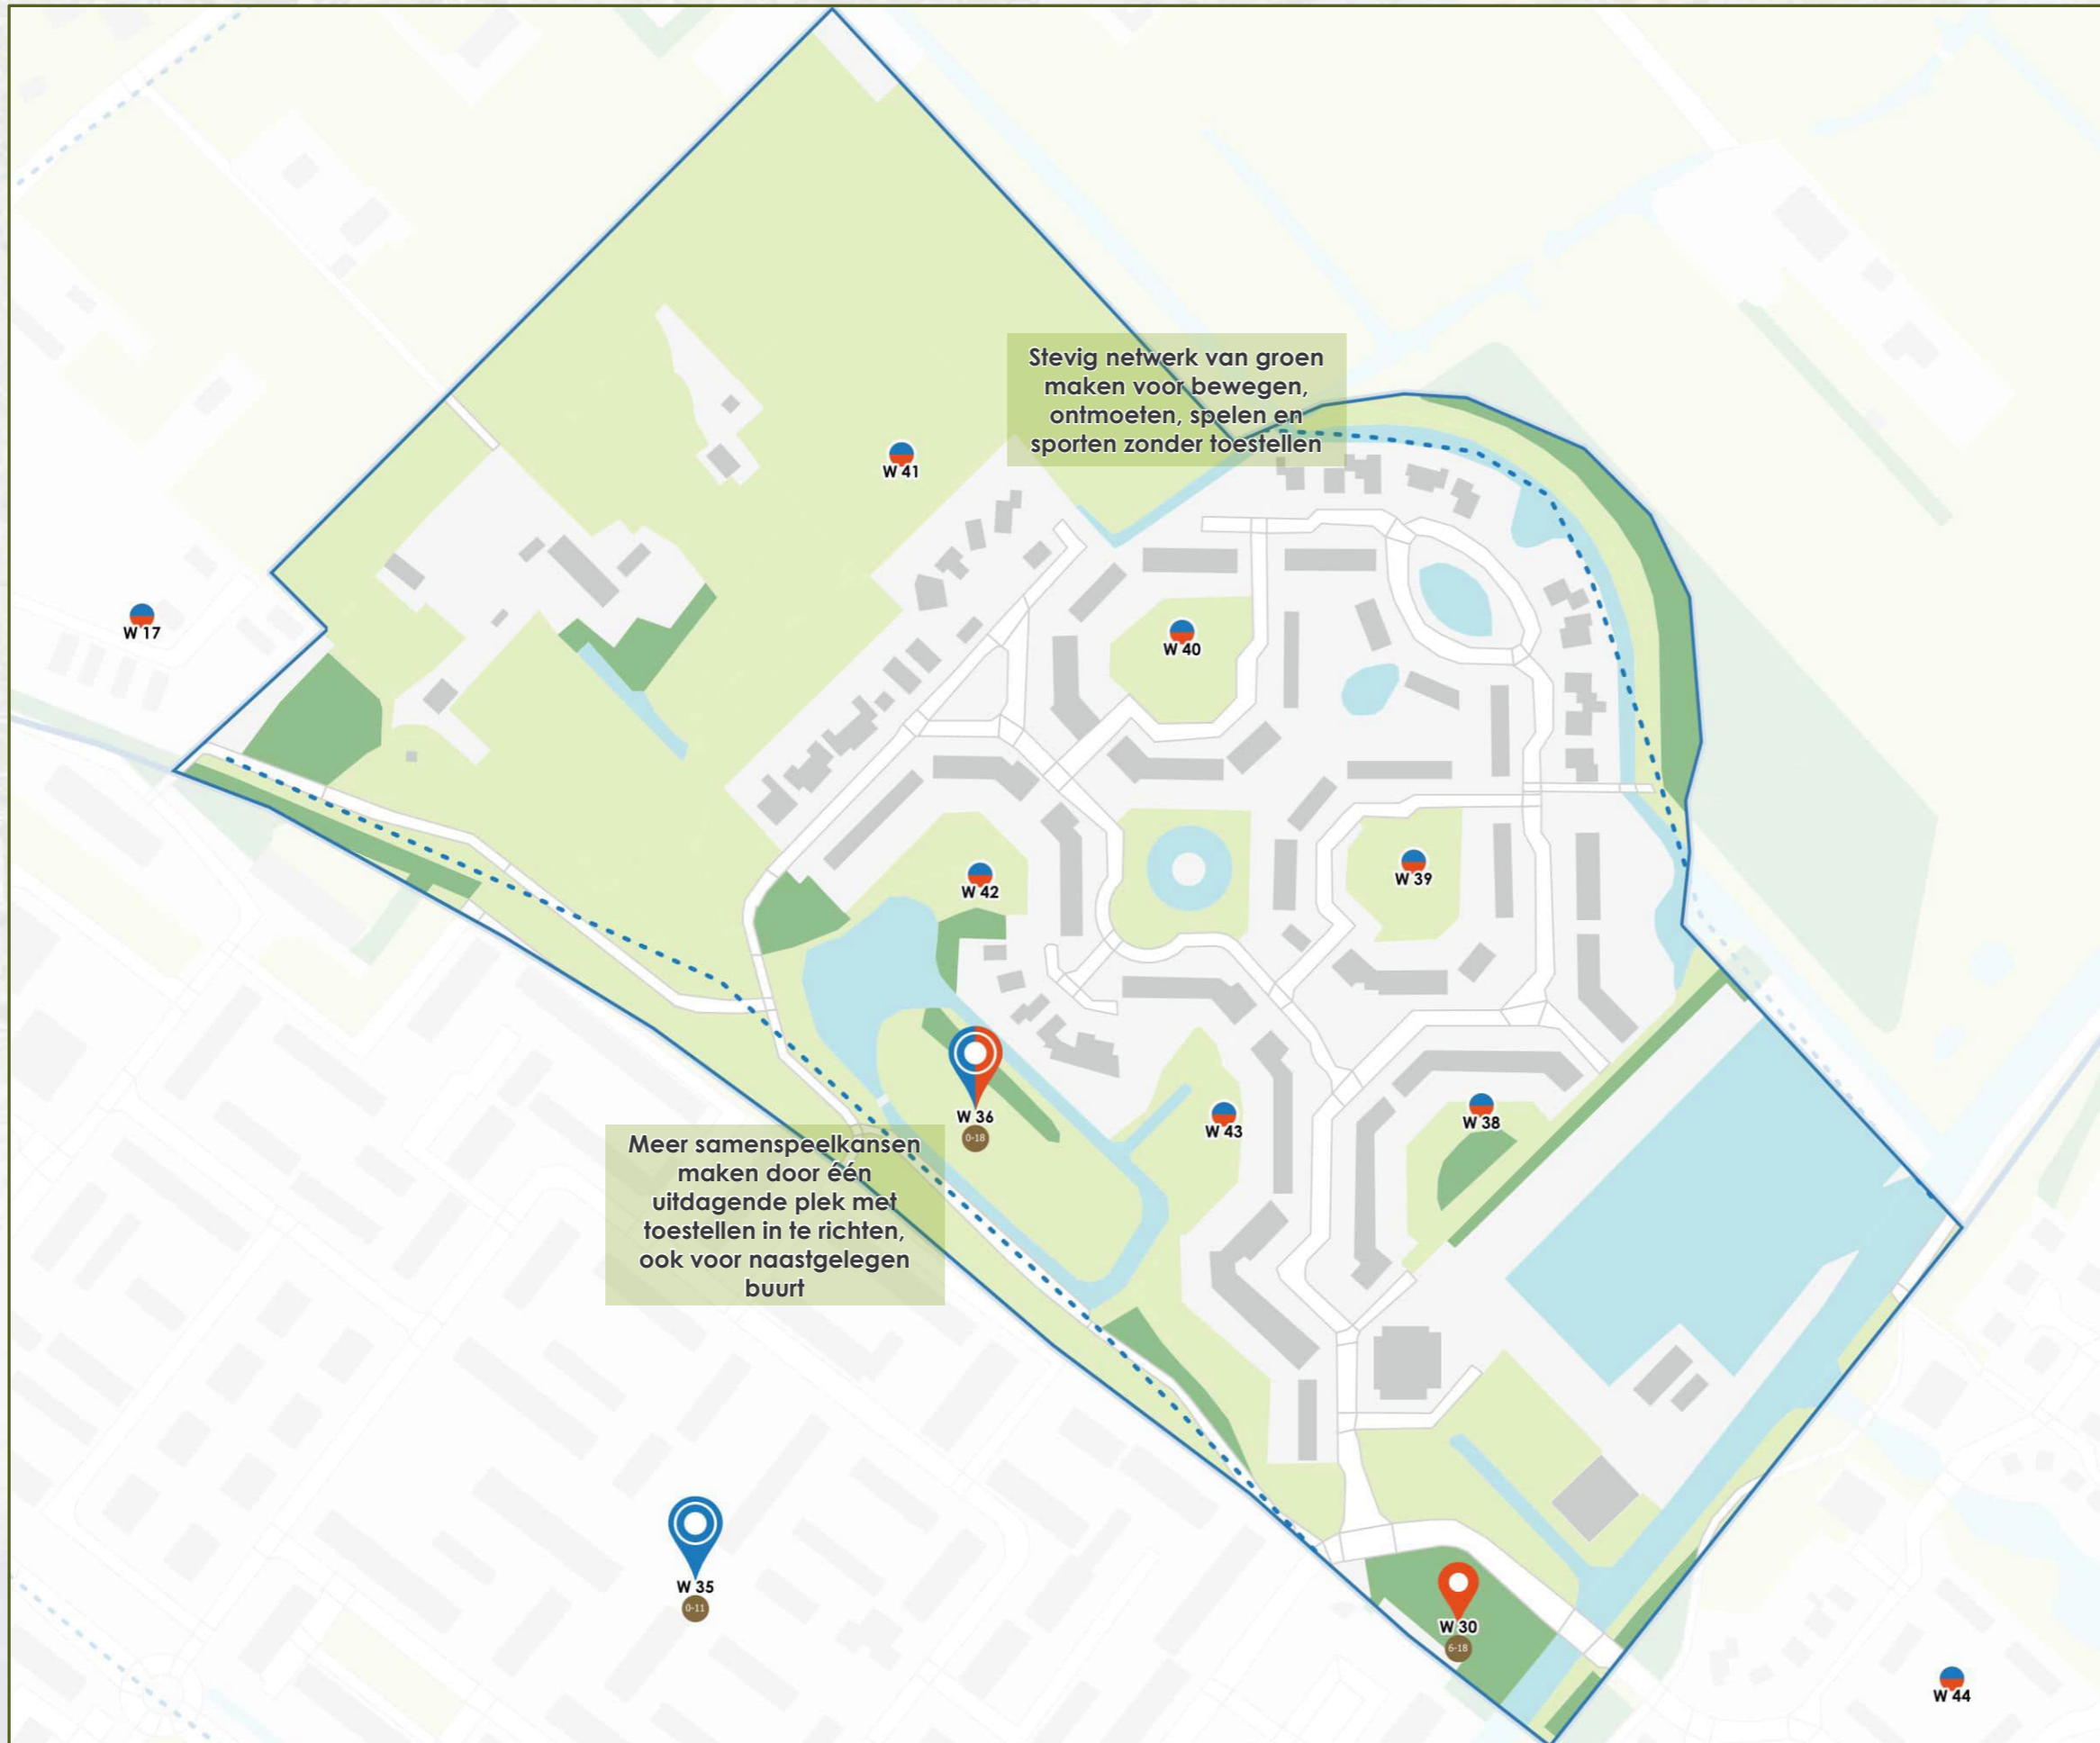 Stevig netwerk van groen
maken voor bewegen,
ontmoeten, spelen en
sporten zonder toestellen
W 41
W 17
W 40
W 39
W 42
W 36
0-18
W 43
W 38
Meer samenspeelkansen
maken door één
uitdagende plek met
toestellen in te richten,
ook voor naastgelegen
buurt
W 35
0-11
W 30
6-18
W 44